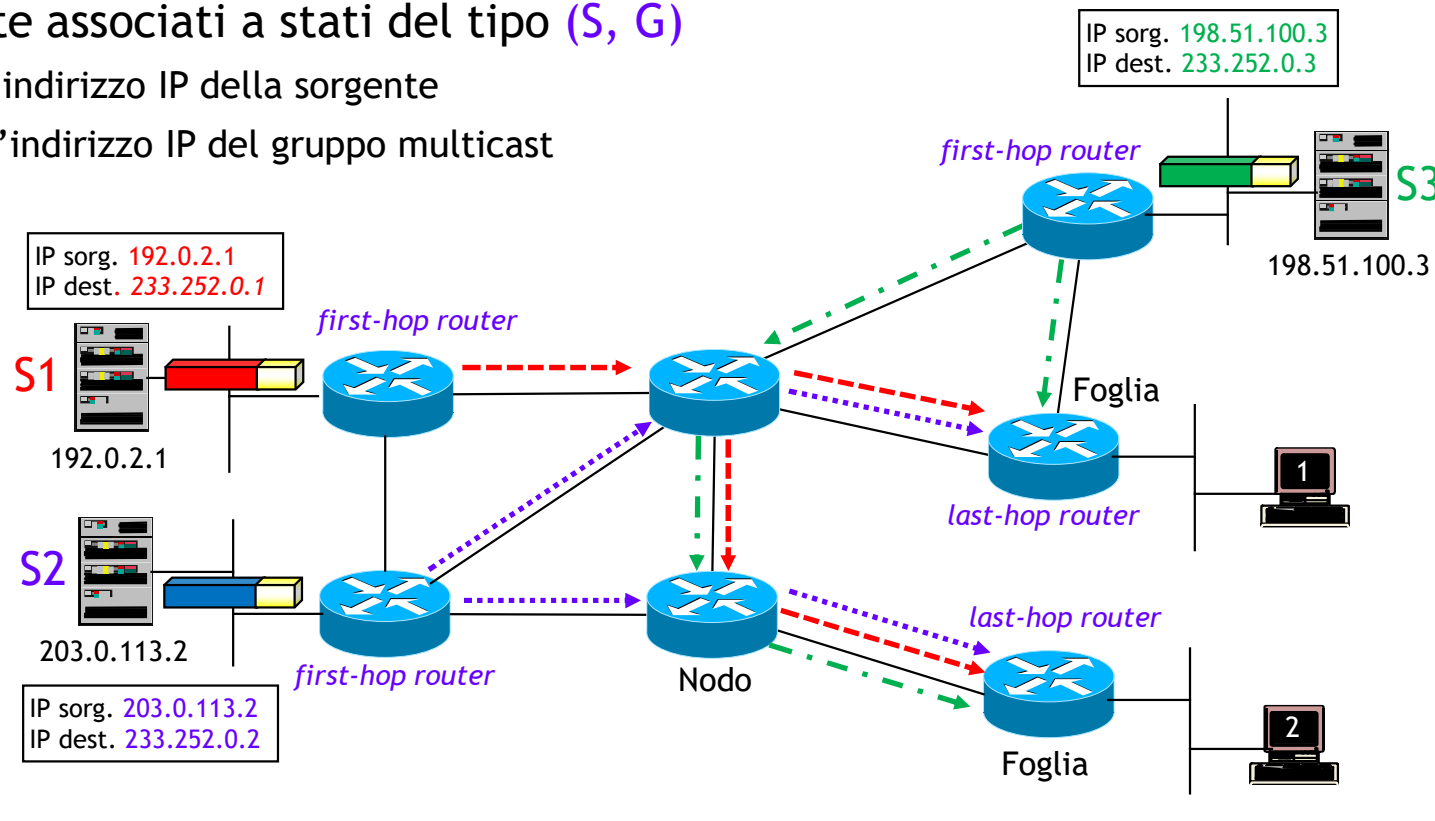 te associati a stati del tipo (S, G)
indirizzo IP della sorgente
'indirizzo IP del gruppo multicast
IP sorg. 198.51.100.3
IP dest. 233.252.0.3
first-hop router
S3
198.51.100.3
IP sorg. 192.0.2.1
IP dest. 233.252.0.1
first-hop router
S1
192.0.2.1
Foglia
1
last-hop router
S2
203.0.113.2
first-hop router
IP sorg. 203.0.113.2
IP dest. 233.252.0.2
Nodo
last-hop router
2
Foglia